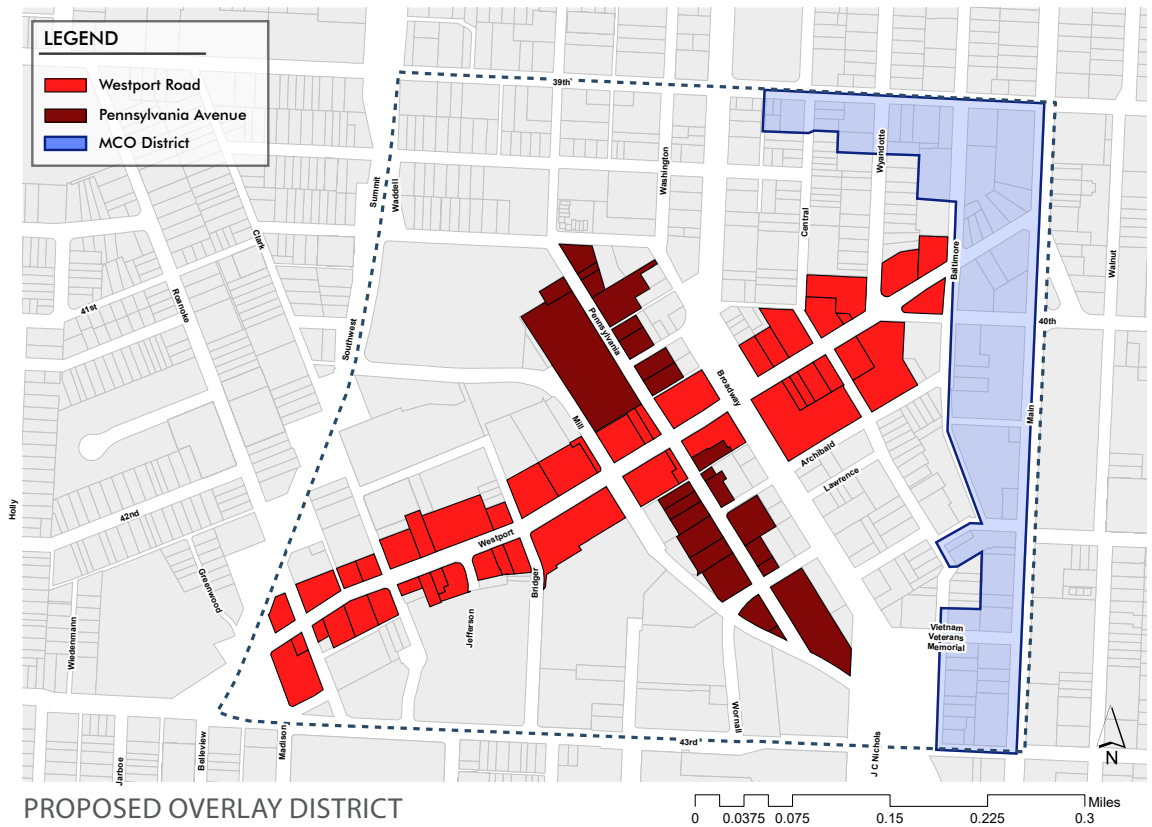 LEGEND
Westport Road
Pennsylvania Avenue
MCO District
39th
Summit
Waddell
Washington
Wyandotte
Central
Baltimore
Walnut
Clark
41st
Roanoke
Southwest
Pennsylvania
40th
Broadway
Main
Mill
Archibald
Lawrence
Holly
42nd
Westport
Bridger
Greenwood
Jefferson
Wiedenmann
Vietnam
Veterans
Memorial
Wornall
43rd
Madison
Belleview
Jarboe
J C Nichols
N
PROPOSED OVERLAY DISTRICT
Miles
0 0.0375 0.075 0.15 0.225 0.3